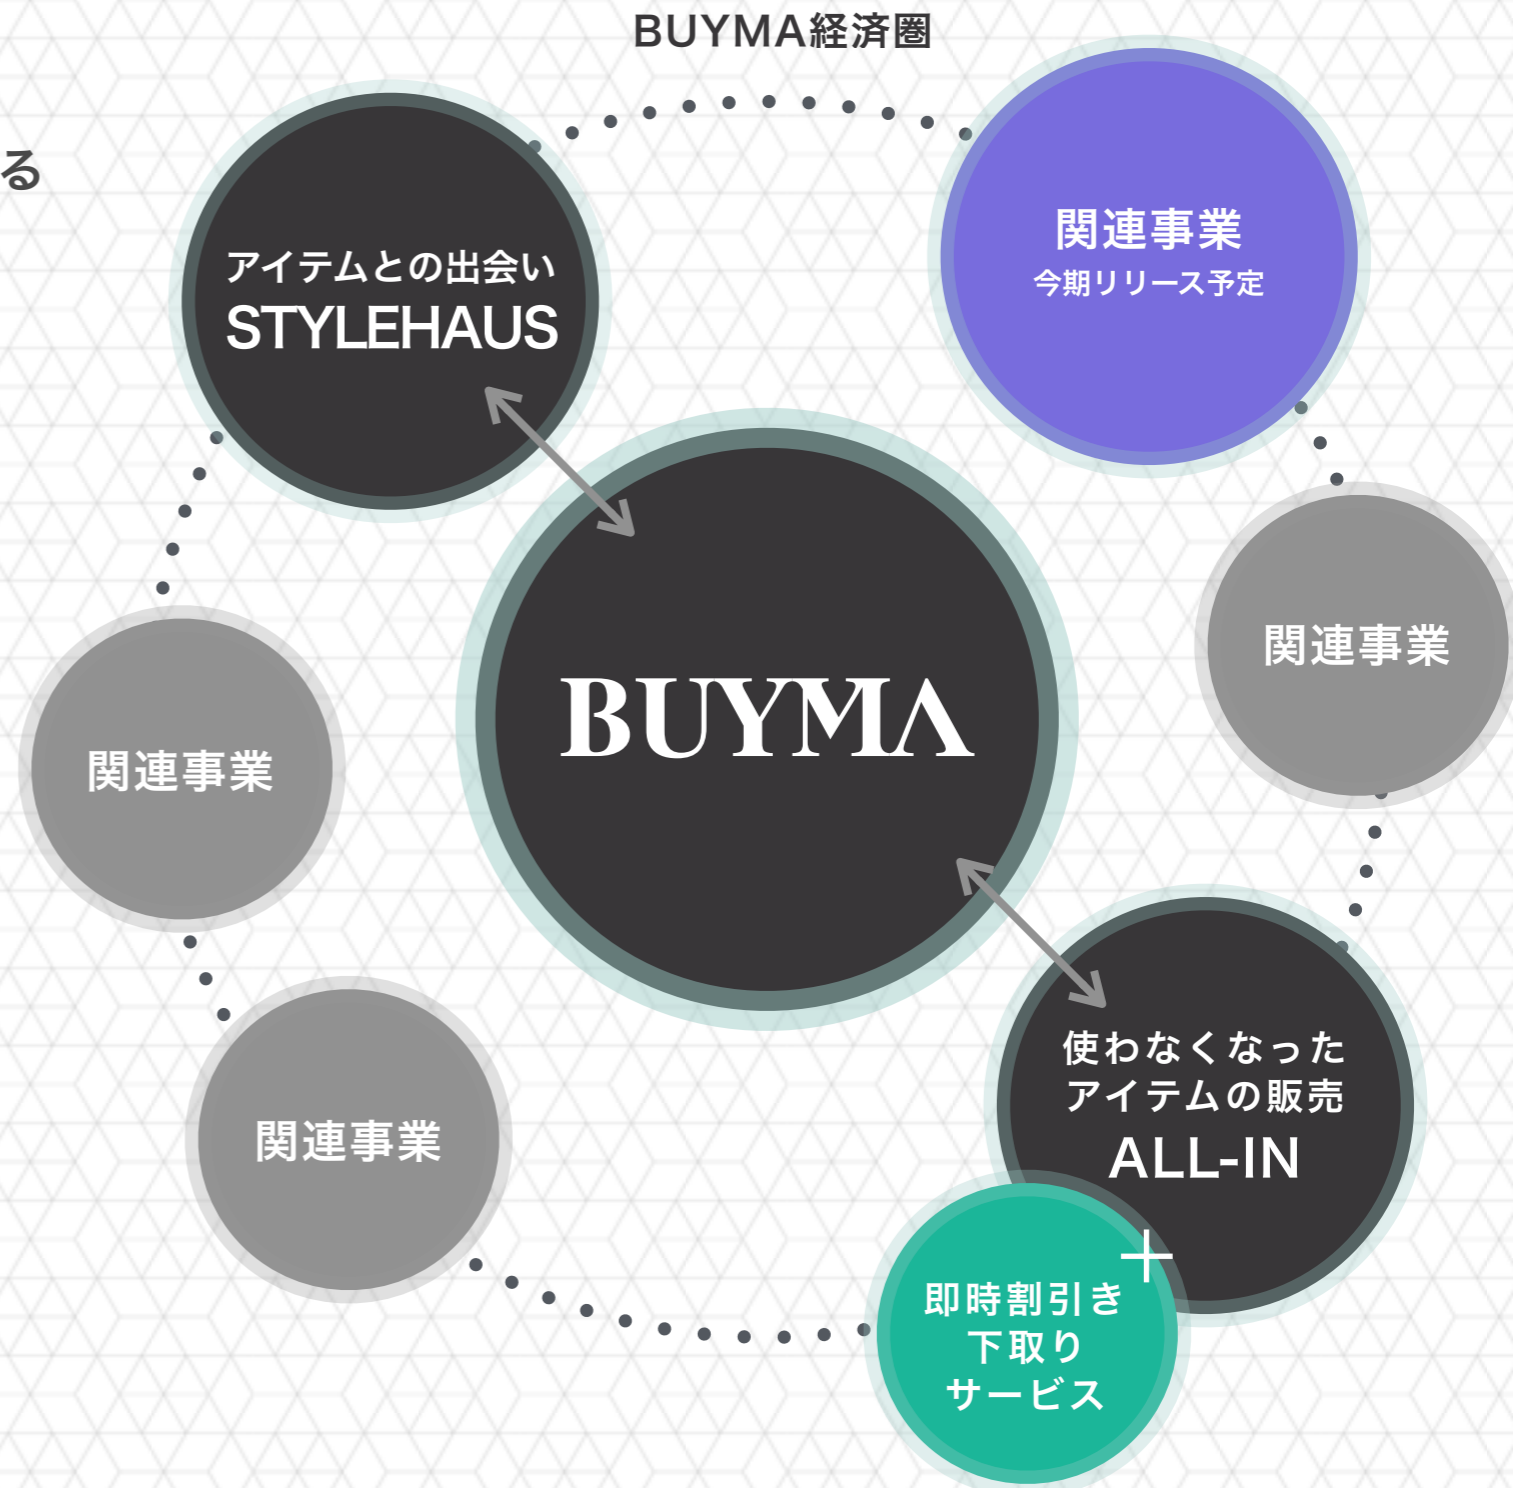 BUYMA経済圏
る
アイテムとの出会い
STYLEHAUS
関連事業
今期リリース予定
関連事業
BUYMA
関連事業
使わなくなった
アイテムの販売
ALL-IN
関連事業
+
即時割引き
下取り
サービス